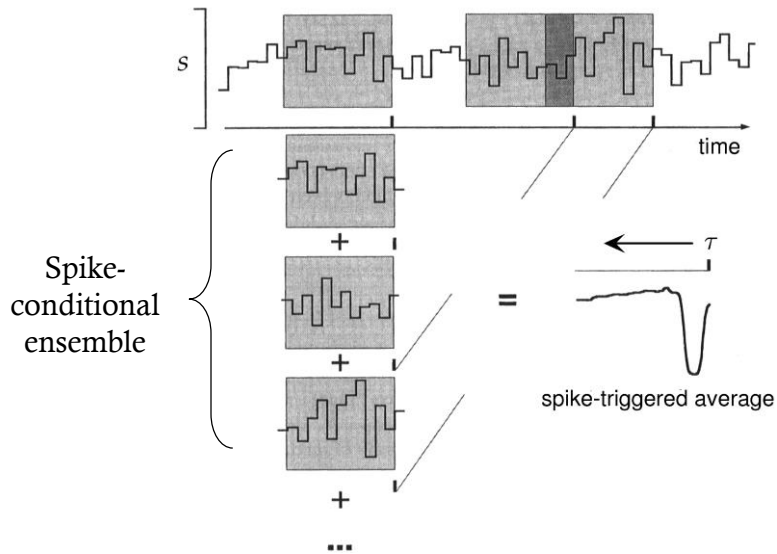 s
time
Spike-
conditional
ensemble
+
+
+
...
=
τ
spike-triggered average